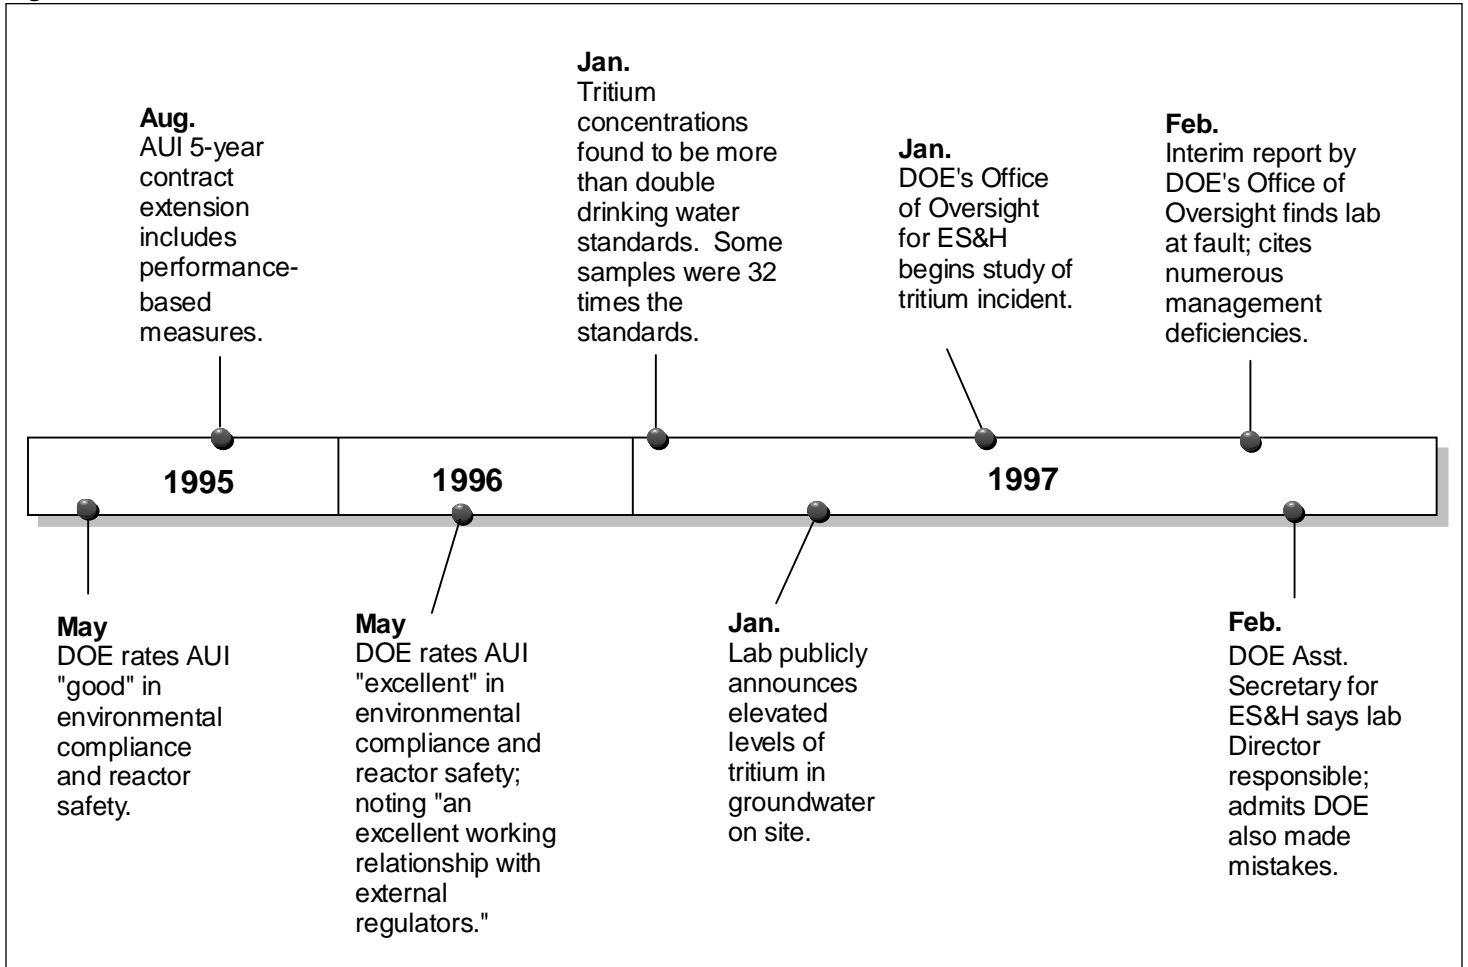 Aug.
AUI 5-year
contract
extension
includes
performance-
based
measures.
Jan.
Tritium
concentrations
found to be more
than double
drinking water
standards.  Some
samples were 32
times the
standards.
Jan.
DOE's Office
of Oversight
for ES&H
begins study of
tritium incident.
Feb.
Interim report by
DOE's Office of
Oversight finds lab
at fault; cites
numerous
management
deficiencies.
1995
1996
1997
May
DOE rates AUI
"good" in
environmental
compliance
and reactor
safety.
May
DOE rates AUI
"excellent" in
environmental
compliance and
reactor safety;
noting "an
excellent working
relationship with
external
regulators."
Jan.
Lab publicly
announces
elevated
levels of
tritium in
groundwater
on site.
Feb.
DOE Asst.
Secretary for
ES&H says lab
Director
responsible;
admits DOE
also made
mistakes.